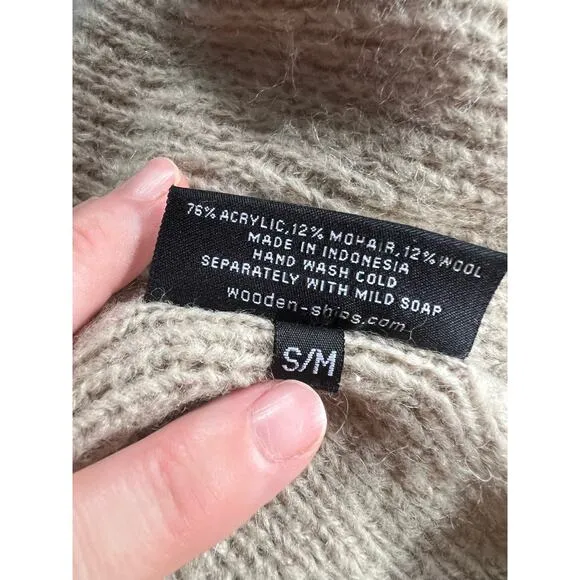 76% ACRYLIC,12% MOHAIR,12% WOOL
MADE IN INDONESIA
HAND WASH COLD
SEPARATELY WITH MILD SOAP
wooden-ships.com
S/M